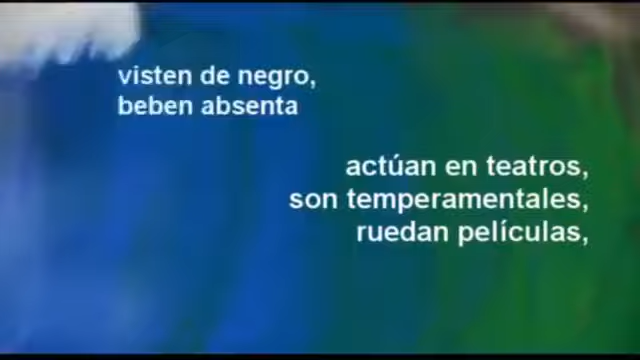 visten de negro,
beben absenta
actúan en teatros,
son temperamentales,
ruedan películas,